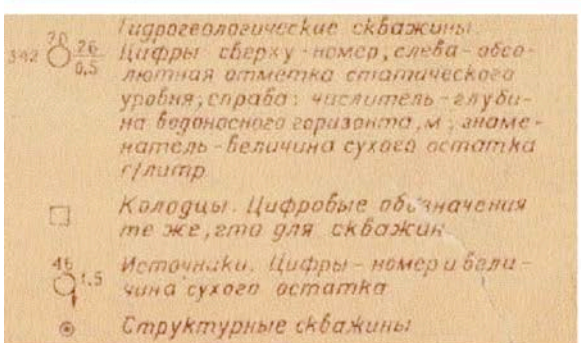 70 Гидрогеологические скважины.
342 26 Цифры сверху - номер, слева - абсо-
0,5 лютная отметка статического
уровня, справа: числитель - глуби-
на водоносного горизонта, м; знаме-
натель - величина сухого остатка
г/литр
Колодцы. Цифровые обозначения
те же, что для скважин
46 Источники. Цифры - номер и вели-
1,5 чина сухого остатка
Структурные скважины